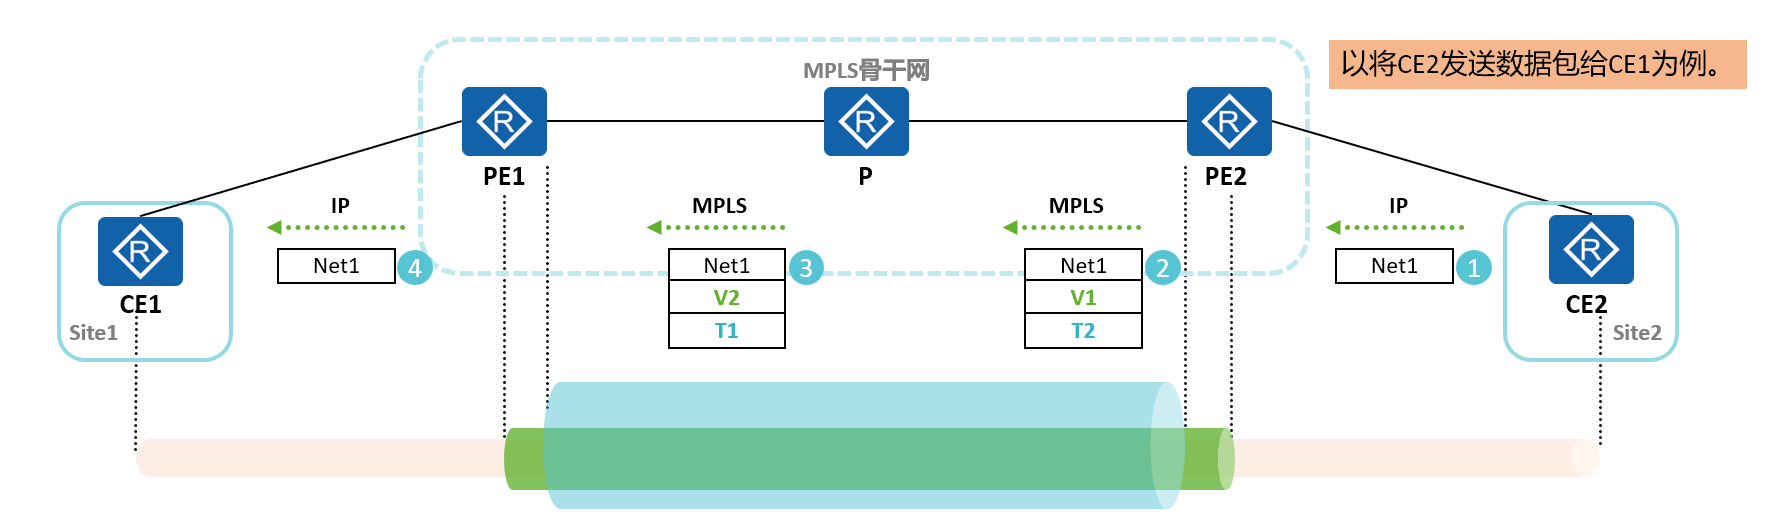 MPLS骨干网
以将CE2发送数据包给CE1为例。
R
R
R
PE1
P
PE2
IP
MPLS
MPLS
IP
R
R
Net1
4
Net1
3
Net1
2
Net1
1
CE1
V2
V1
CE2
Site1
T1
T2
Site2